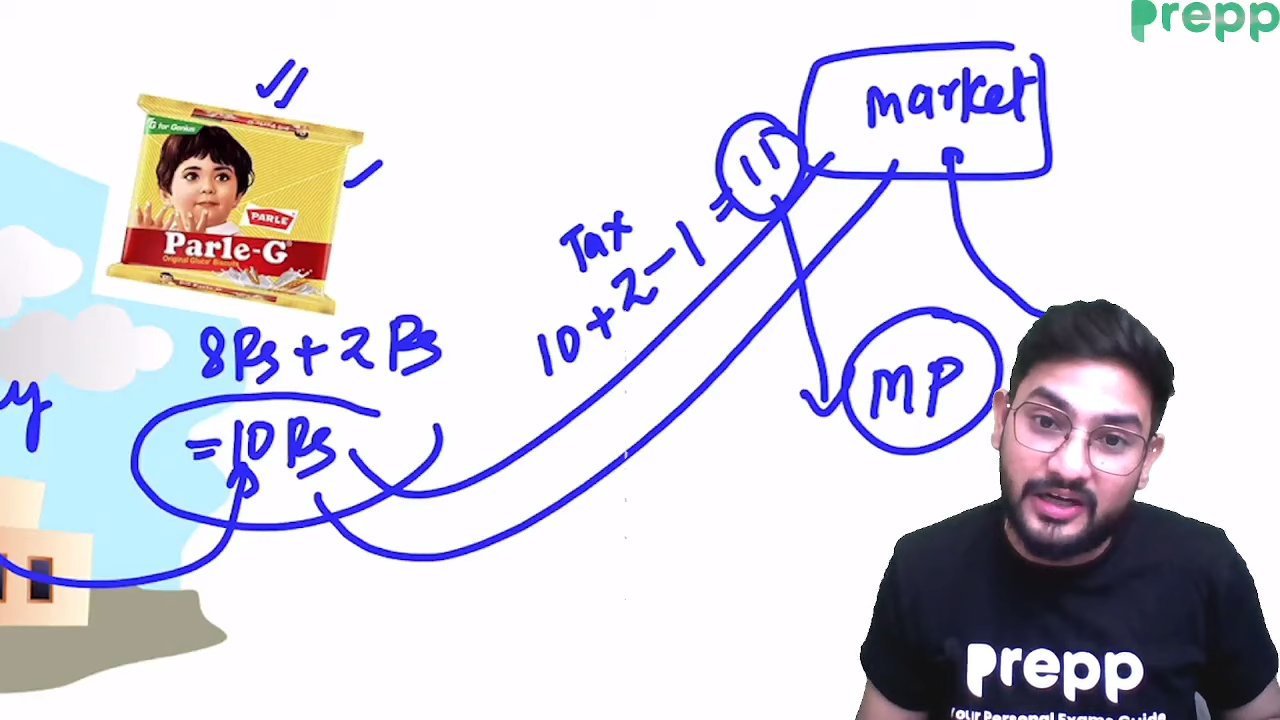 prepp
market
11
Tax
10+2-1=
G for Genius
PARLE
Parle-G
Original Gluco Biscuits
8Rs+2Rs
=10Rs
MP
y
prepp
Your Personal Exams Guide